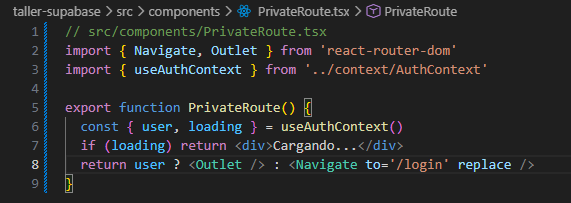 taller-supabase > src > components > PrivateRoute.tsx > PrivateRoute
1 // src/components/PrivateRoute.tsx
2 import { Navigate, Outlet } from 'react-router-dom'
3 import { useAuthContext } from '../context/AuthContext'
4
5 export function PrivateRoute() {
6 const { user, loading } = useAuthContext()
7 if (loading) return <div>Cargando...</div>
8 return user ? <Outlet /> : <Navigate to='/login' replace />
9 }